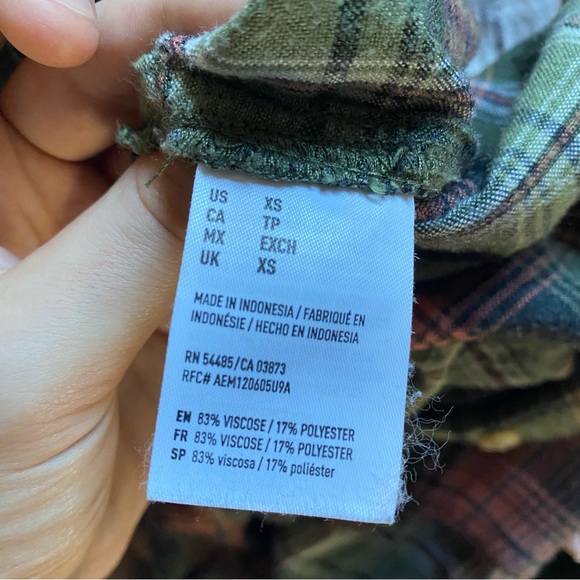 US XS
CA TP
MX EXCH
UK XS
MADE IN INDONESIA / FABRIQUÉ EN
INDONÉSIE / HECHO EN INDONESIA
RN 54485 / CA 03873
RFC# AEM120605U9A
EN 83% VISCOSE / 17% POLYESTER
FR 83% VISCOSE / 17% POLYESTER
SP 83% viscosa / 17% poliéster